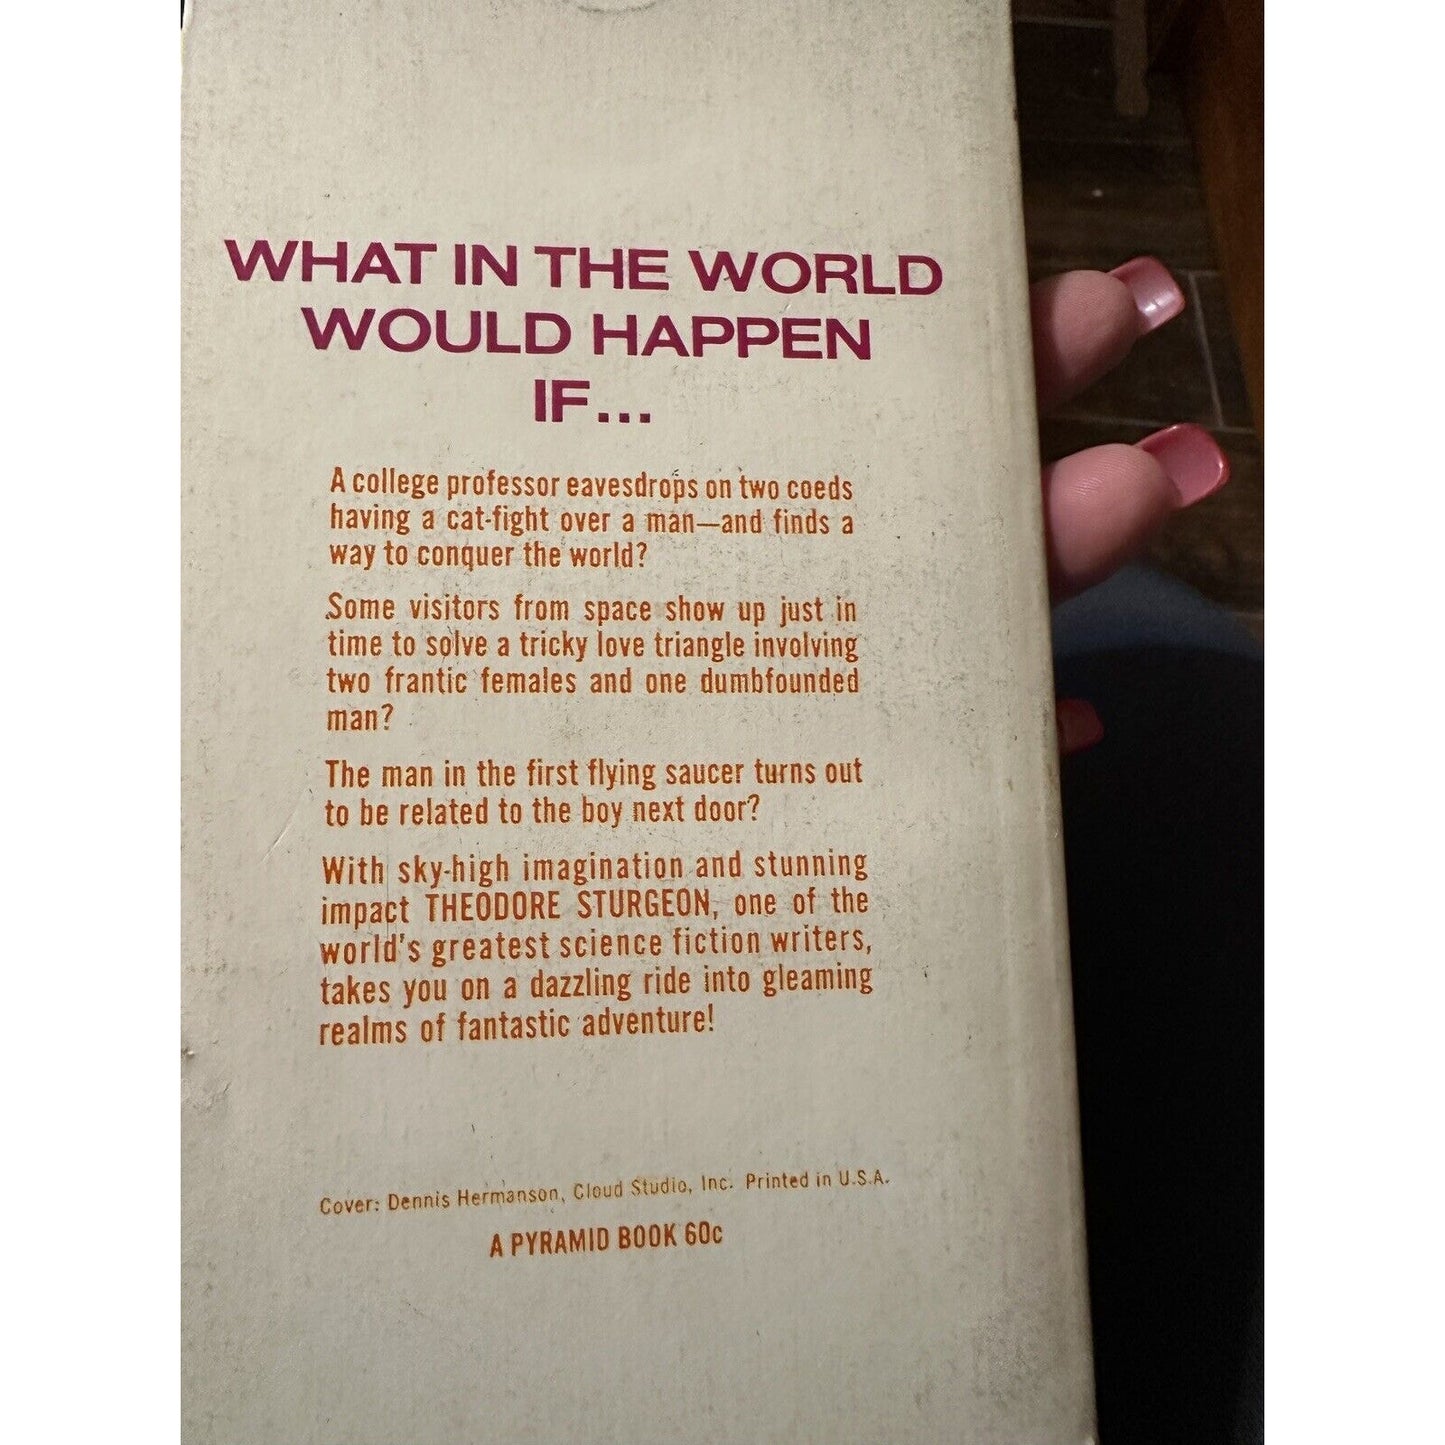 WHAT IN THE WORLD
WOULD HAPPEN
IF...
A college professor eavesdrops on two coeds
having a cat-fight over a man—and finds a
way to conquer the world?
Some visitors from space show up just in
time to solve a tricky love triangle involving
two frantic females and one dumbfounded
man?
The man in the first flying saucer turns out
to be related to the boy next door?
With sky-high imagination and stunning
impact THEODORE STURGEON, one of the
world's greatest science fiction writers,
takes you on a dazzling ride into gleaming
realms of fantastic adventure!
Cover: Dennis Hermanson, Cloud Studio, Inc. Printed in U.S.A.
A PYRAMID BOOK 60c